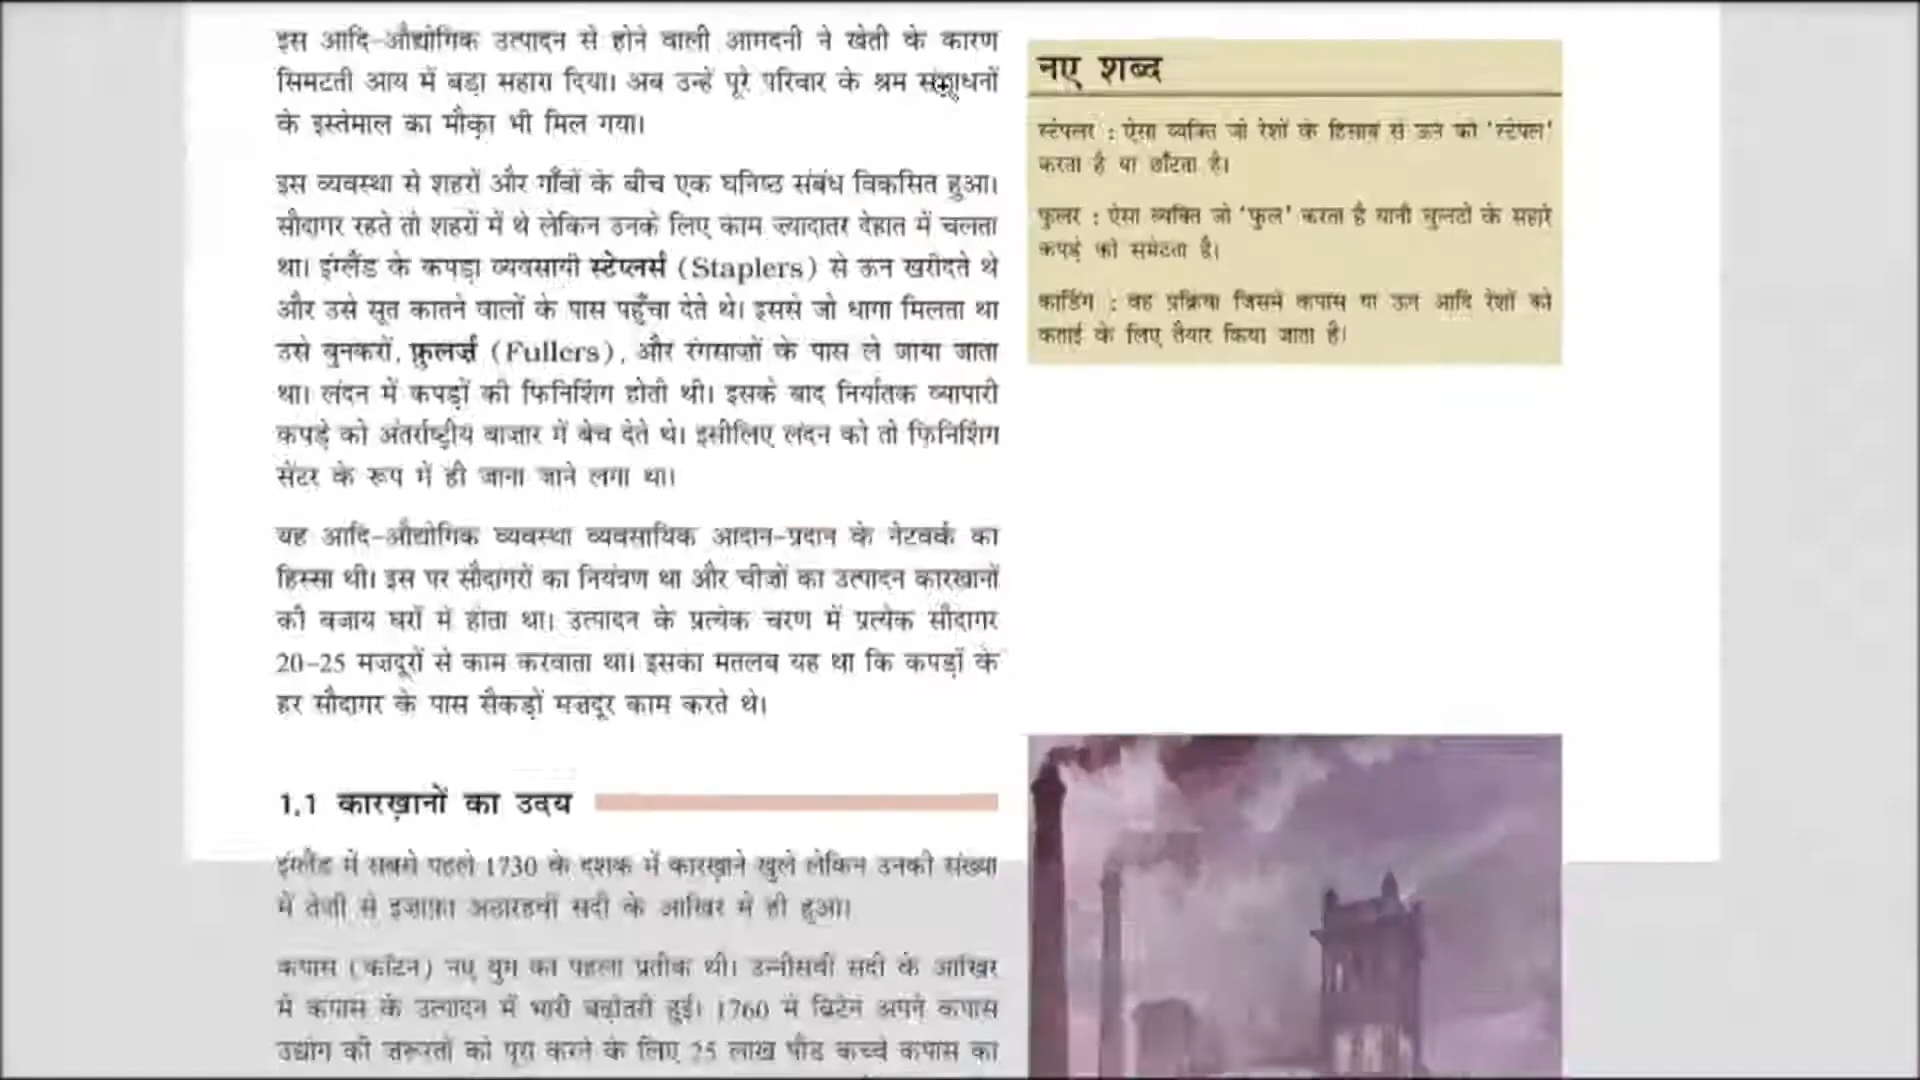 इस आदि-औद्योगिक उत्पादन से होने वाली आमदनी ने खेती के कारण
सिमटती आय में बड़ा सहारा दिया। अब उन्हें पूरे परिवार के श्रम संसाधनों
के इस्तेमाल का मौक़ा भी मिल गया।
इस व्यवस्था से शहरों और गाँवों के बीच एक घनिष्ठ संबंध विकसित हुआ।
सौदागर रहते तो शहरों में थे लेकिन उनके लिए काम ज़्यादातर देहात में चलता
था। इंग्लैंड के कपड़ा व्यवसायी स्टेप्लर्स (Staplers) से ऊन खरीदते थे
और उसे सूत कातने वालों के पास पहुँचा देते थे। इससे जो धागा मिलता था
उसे बुनकरों, फ़ुलर्ज़ (Fullers), और रंगसाज़ों के पास ले जाया जाता
था। लंदन में कपड़ों की फिनिशिंग होती थी। इसके बाद निर्यातक व्यापारी
कपड़े को अंतर्राष्ट्रीय बाज़ार में बेच देते थे। इसीलिए लंदन को तो फ़िनिशिंग
सेंटर के रूप में ही जाना जाने लगा था।
यह आदि-औद्योगिक व्यवस्था व्यवसायिक आदान-प्रदान के नेटवर्क का
हिस्सा थी। इस पर सौदागरों का नियंत्रण था और चीज़ों का उत्पादन कारखानों
की बजाय घरों में होता था। उत्पादन के प्रत्येक चरण में प्रत्येक सौदागर
20-25 मज़दूरों से काम करवाता था। इसका मतलब यह था कि कपड़ों के
हर सौदागर के पास सैकड़ों मज़दूर काम करते थे।
1.1 कारख़ानों का उदय
इंग्लैंड में सबसे पहले 1730 के दशक में कारख़ाने खुले लेकिन उनकी संख्या
में तेज़ी से इज़ाफ़ा अठारहवीं सदी के आखिर में ही हुआ।
कपास (कॉटन) नए युग का पहला प्रतीक थी। उन्नीसवीं सदी के आखिर
में कपास के उत्पादन में भारी बढ़ोतरी हुई। 1760 में ब्रिटेन अपने कपास
उद्योग की ज़रूरतों को पूरा करने के लिए 25 लाख पौंड कच्चे कपास का
नए शब्द
स्टेपलर : ऐसा व्यक्ति जो रेशों के हिसाब से ऊन को 'स्टेपल'
करता है या छाँटता है।
फुलर : ऐसा व्यक्ति जो 'फुल' करता है यानी चुन्नटों के सहारे
कपड़े को समेटता है।
कार्डिंग : वह प्रक्रिया जिसमें कपास या ऊन आदि रेशों को
कताई के लिए तैयार किया जाता है।